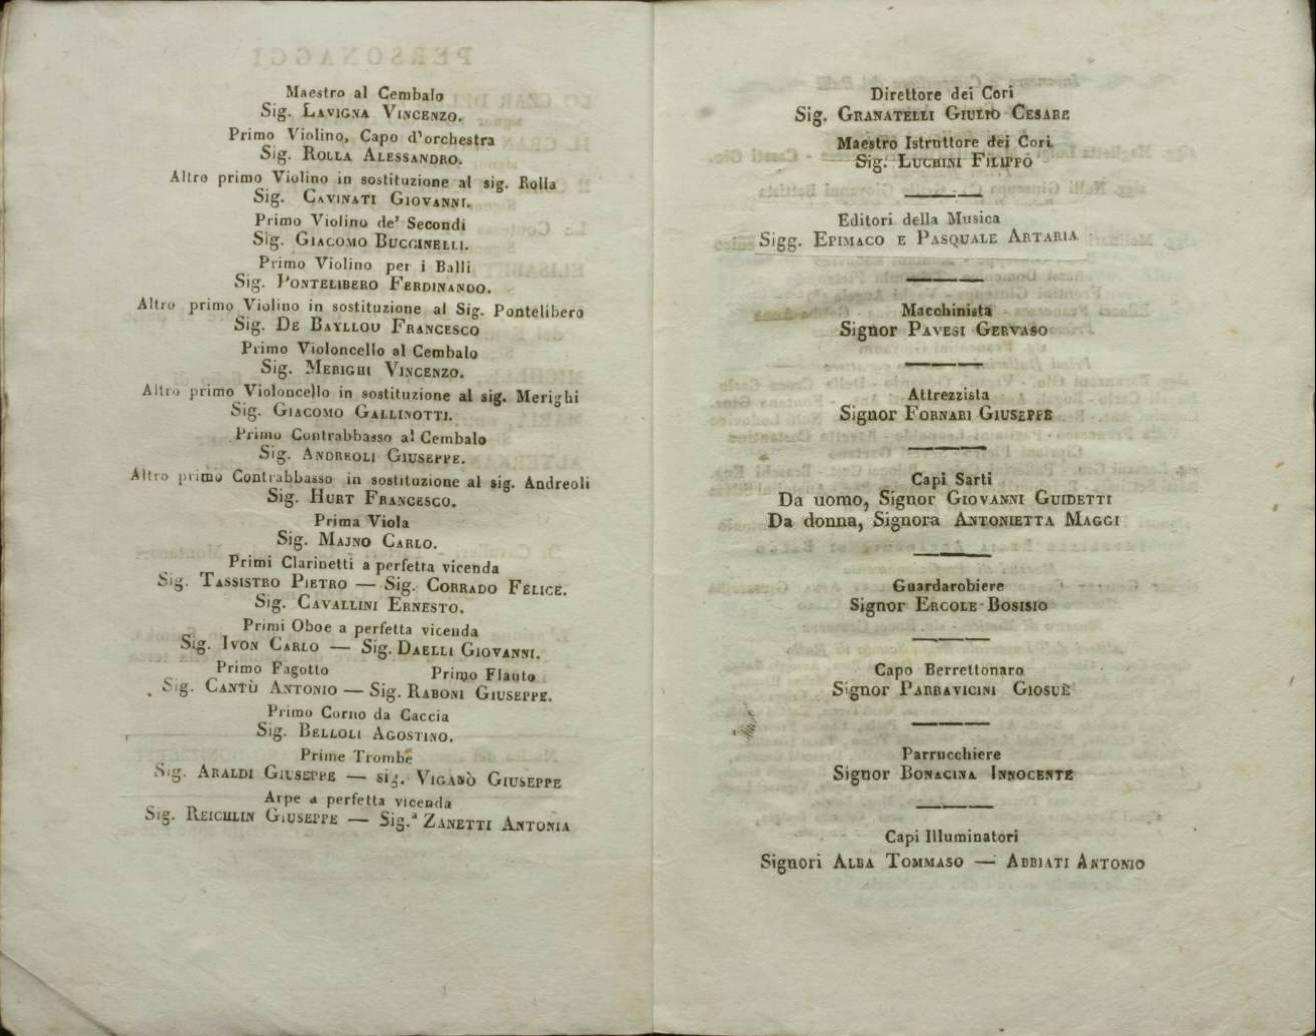 Maestro al Cembalo
Sig. LAVIGNA VINCENZO.
Primo Violino, Capo d'orchestra
Sig. ROLLA ALESSANDRO.
Altro primo Violino in sostituzione al sig. Rolla
Sig. CAVINATI GIOVANNI.
Primo Violino de' Secondi
Sig. GIACOMO BUCCINELLI.
Primo Violino per i Balli
Sig. PONTELIBERO FERDINANDO.
Altro primo Violino in sostituzione al Sig. Pontelibero
Sig. DE BAYLLOU FRANCESCO
Primo Violoncello al Cembalo
Sig. MERIGHI VINCENZO.
Altro primo Violoncello in sostituzione al sig. Merighi
Sig. GIACOMO GALLINOTTI.
Primo Contrabbasso al Cembalo
Sig. ANDREOLI GIUSEPPE.
Altro primo Contrabbasso in sostituzione al sig. Andreoli
Sig. HURT FRANCESCO.
Prima Viola
Sig. MAJNO CARLO.
Primi Clarinetti a perfetta vicenda
Sig. TASSISTRO PIETRO — Sig. CORRADO FELICE.
Sig. CAVALLINI ERNESTO.
Primi Oboe a perfetta vicenda
Sig. IVON CARLO — Sig. DAELLI GIOVANNI.
Primo Fagotto Primo Flauto
Sig. CANTÙ ANTONIO — Sig. RABONI GIUSEPPE.
Primo Corno da Caccia
Sig. BELLOLI AGOSTINO.
Prime Trombe
Sig. ARALDI GIUSEPPE — sig. VIGANÒ GIUSEPPE
Arpe a perfetta vicenda
Sig. REICHLIN GIUSEPPE — Sig.ª ZANETTI ANTONIA
Direttore dei Cori
Sig. GRANATELLI GIULIO CESARE
Maestro Istruttore dei Cori
Sig. LUCHINI FILIPPO
Editori della Musica
Sigg. EPIMACO E PASQUALE ARTARIA
Macchinista
Signor PAVESI GERVASO
Attrezzista
Signor FORNARI GIUSEPPE
Capi Sarti
Da uomo, Signor GIOVANNI GUIDETTI
Da donna, Signora ANTONIETTA MAGGI
Guardarobiere
Signor ERCOLE BOSISIO
Capo Berrettonaro
Signor PARRAVICINI GIOSUÈ
Parrucchiere
Signor BONACINA INNOCENTE
Capi Illuminatori
Signori ALBA TOMMASO — ABBIATI ANTONIO